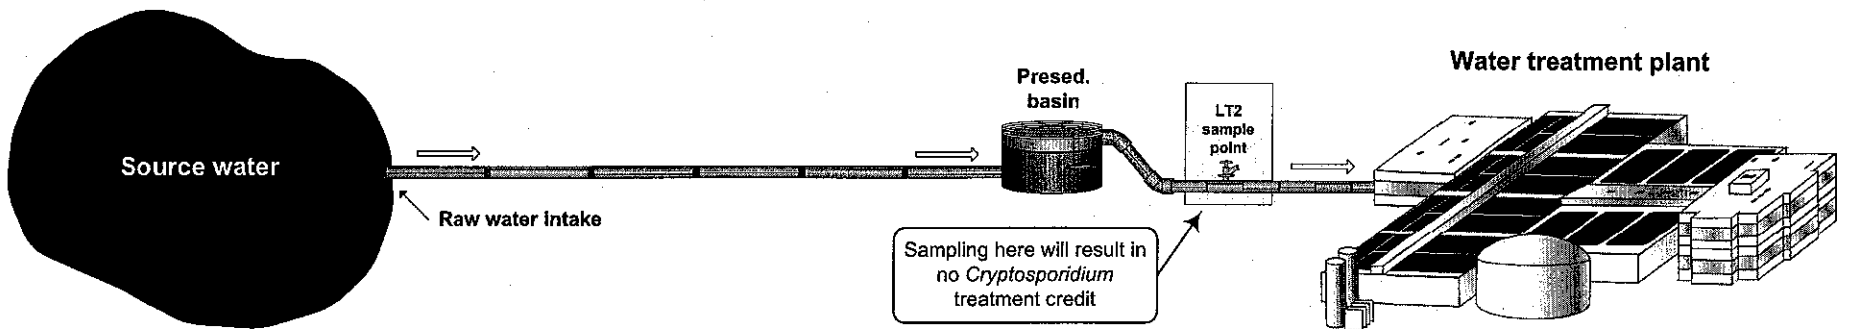 Source water
Raw water intake
Presed.
basin
LT2
sample
point
Sampling here will result in
no Cryptosporidium
treatment credit
Water treatment plant